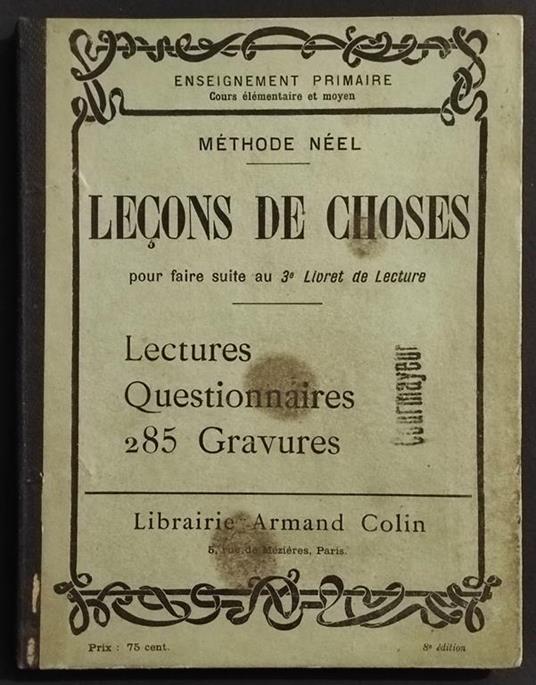 ENSEIGNEMENT PRIMAIRE
Cours élémentaire et moyen
MÉTHODE NÉEL
LEÇONS DE CHOSES
pour faire suite au 3e Livret de Lecture
Lectures
Questionnaires
285 Gravures
Courmayeur
Librairie Armand Colin
5, rue de Mézières, Paris.
Prix : 75 cent.
8e édition